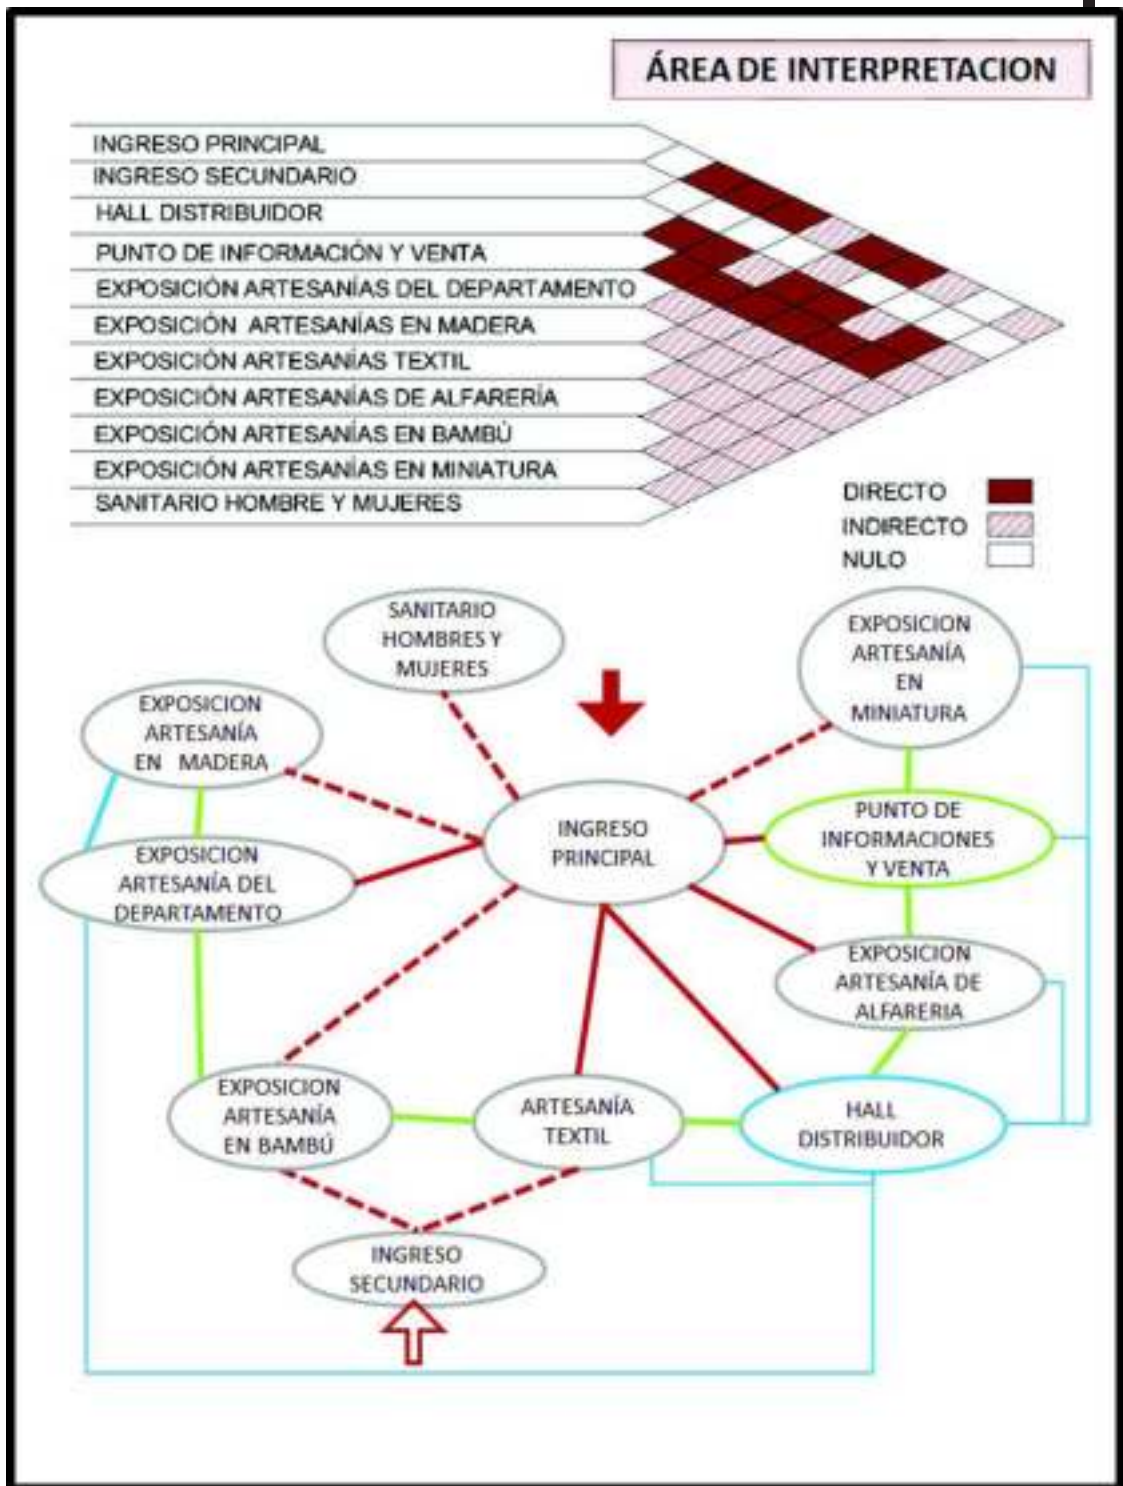 ÁREA DE INTERPRETACION
INGRESO PRINCIPAL
INGRESO SECUNDARIO
HALL DISTRIBUIDOR
PUNTO DE INFORMACIÓN Y VENTA
EXPOSICIÓN ARTESANÍAS DEL DEPARTAMENTO
EXPOSICIÓN ARTESANÍAS EN MADERA
EXPOSICIÓN ARTESANÍAS TEXTIL
EXPOSICIÓN ARTESANÍAS DE ALFARERÍA
EXPOSICIÓN ARTESANÍAS EN BAMBÚ
EXPOSICIÓN ARTESANÍAS EN MINIATURA
SANITARIO HOMBRE Y MUJERES
DIRECTO
INDIRECTO
NULO
SANITARIO
HOMBRES Y
MUJERES
EXPOSICION
ARTESANÍA
EN
MINIATURA
EXPOSICION
ARTESANÍA
EN MADERA
INGRESO
PRINCIPAL
PUNTO DE
INFORMACIONES
Y VENTA
EXPOSICION
ARTESANÍA DEL
DEPARTAMENTO
EXPOSICION
ARTESANÍA DE
ALFARERIA
EXPOSICION
ARTESANÍA
EN BAMBÚ
ARTESANÍA
TEXTIL
HALL
DISTRIBUIDOR
INGRESO
SECUNDARIO